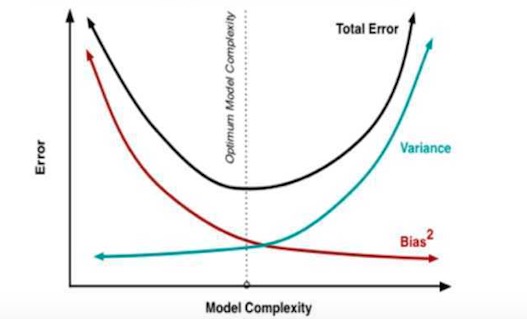 Total Error
Optimum Model Complexity
Error
Variance
Bias²
Model Complexity